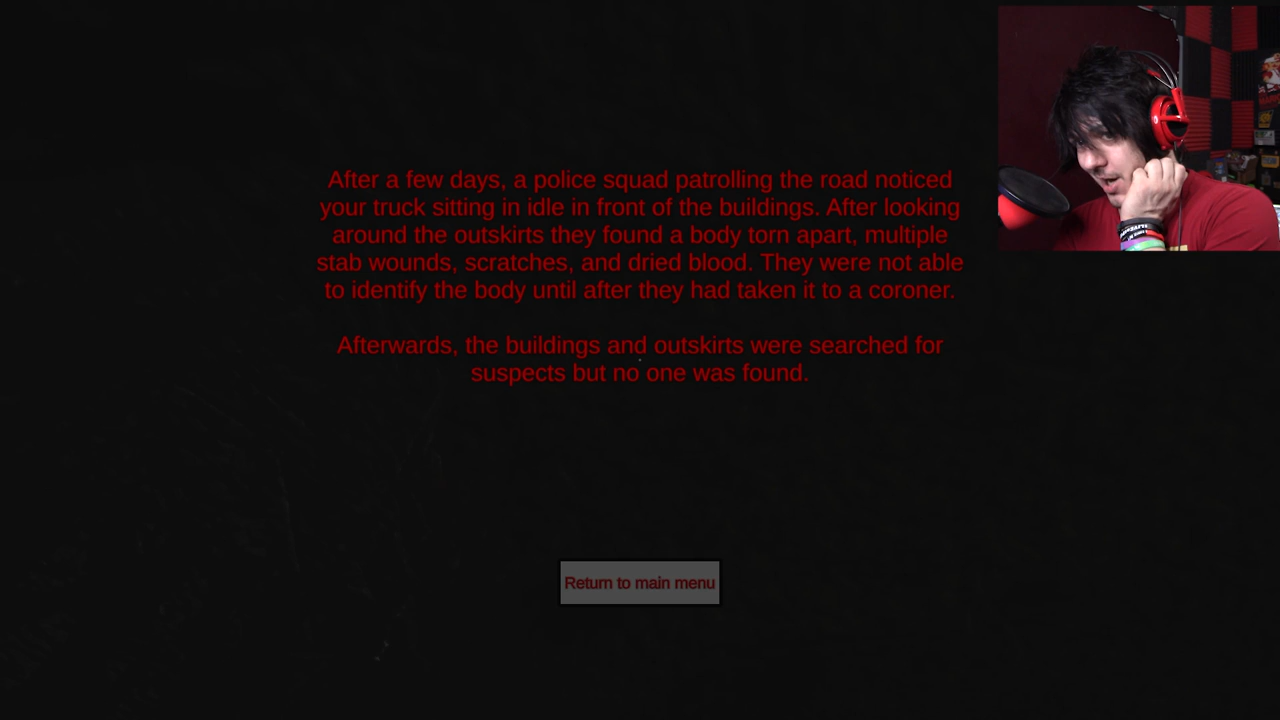 After a few days, a police squad patrolling the road noticed
your truck sitting in idle in front of the buildings. After looking
around the outskirts they found a body torn apart, multiple
stab wounds, scratches, and dried blood. They were not able
to identify the body until after they had taken it to a coroner.
Afterwards, the buildings and outskirts were searched for
suspects but no one was found.
Return to main menu